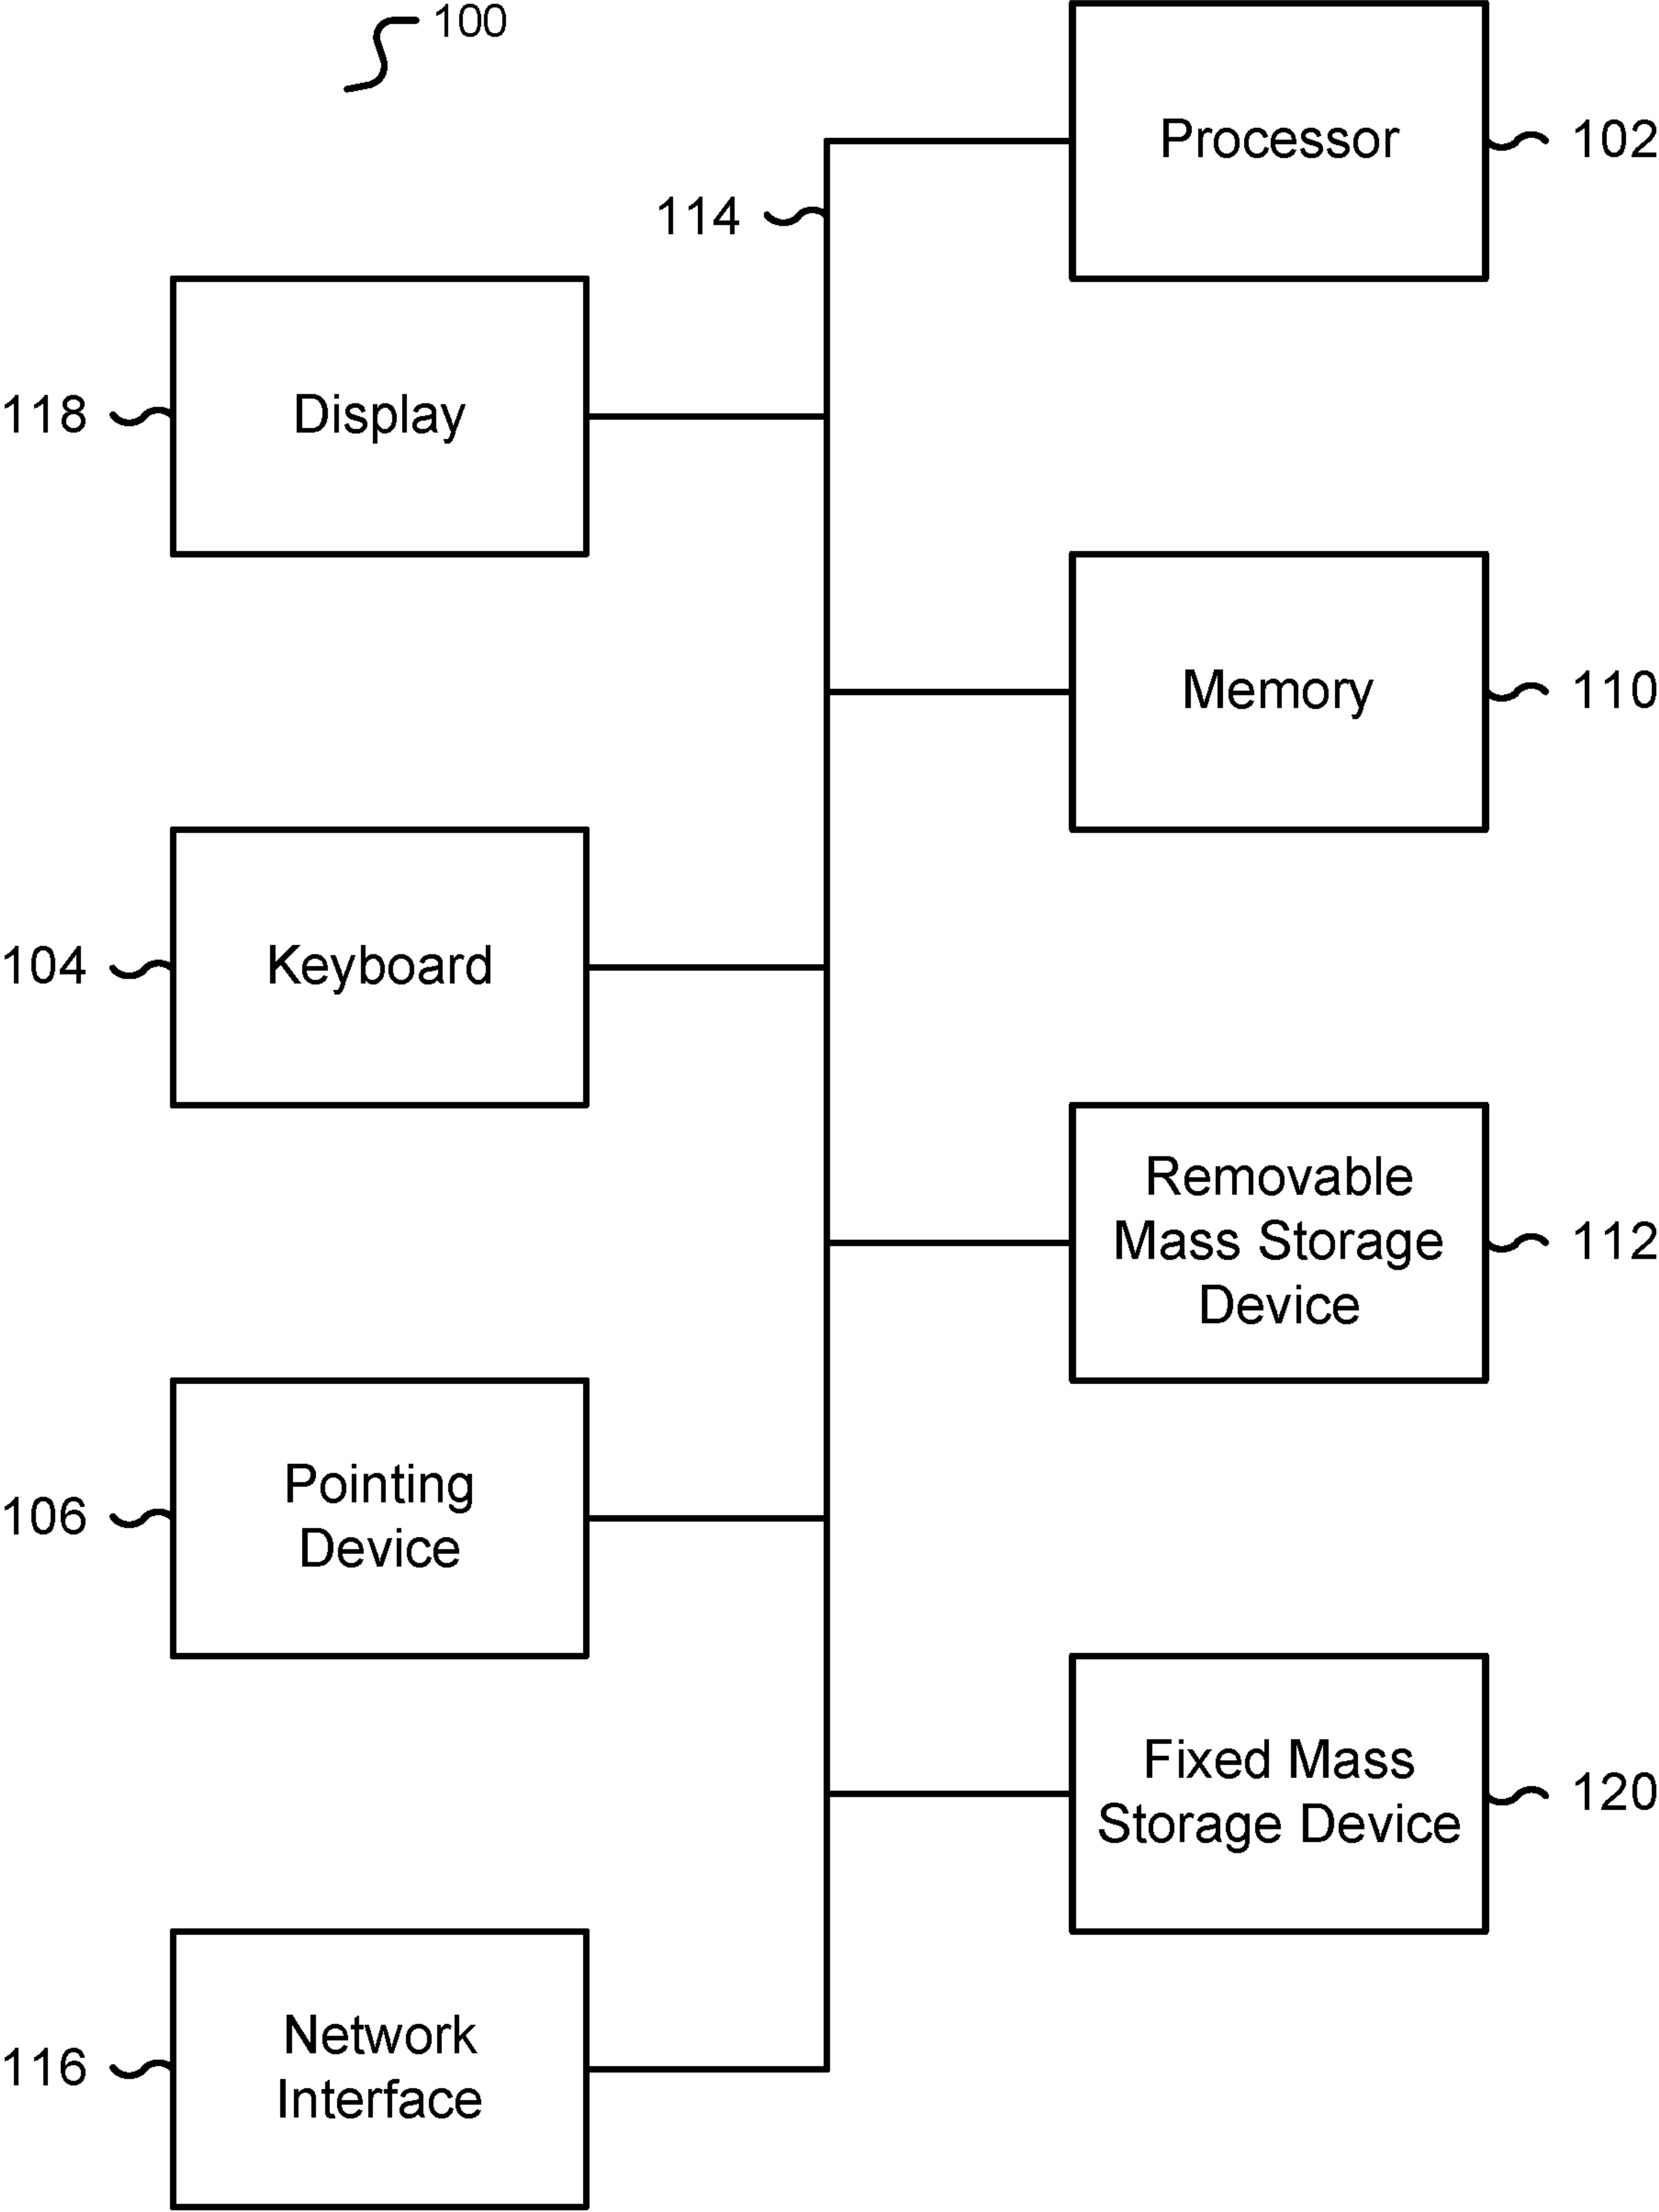 100
Processor
102
114
118
Display
Memory
110
104
Keyboard
Removable
Mass Storage
Device
112
106
Pointing
Device
Fixed Mass
Storage Device
120
116
Network
Interface